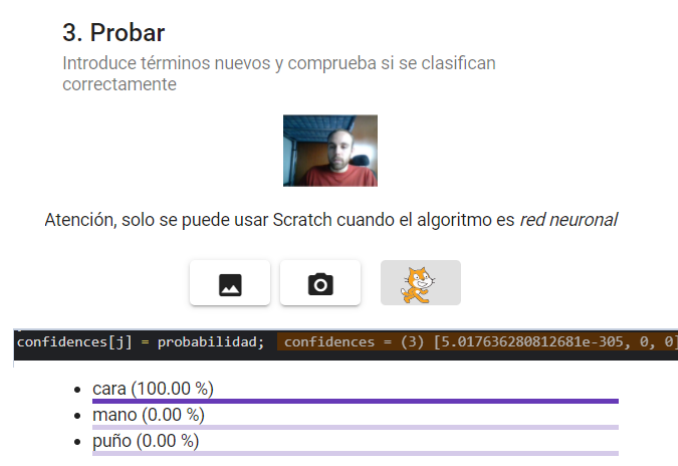 3. Probar
Introduce términos nuevos y comprueba si se clasifican
correctamente
Atención, solo se puede usar Scratch cuando el algoritmo es red neuronal
confidences[j] = probabilidad; confidences = (3) [5.017636280812681e-305, 0, 0]
cara (100.00 %)
mano (0.00 %)
puño (0.00 %)